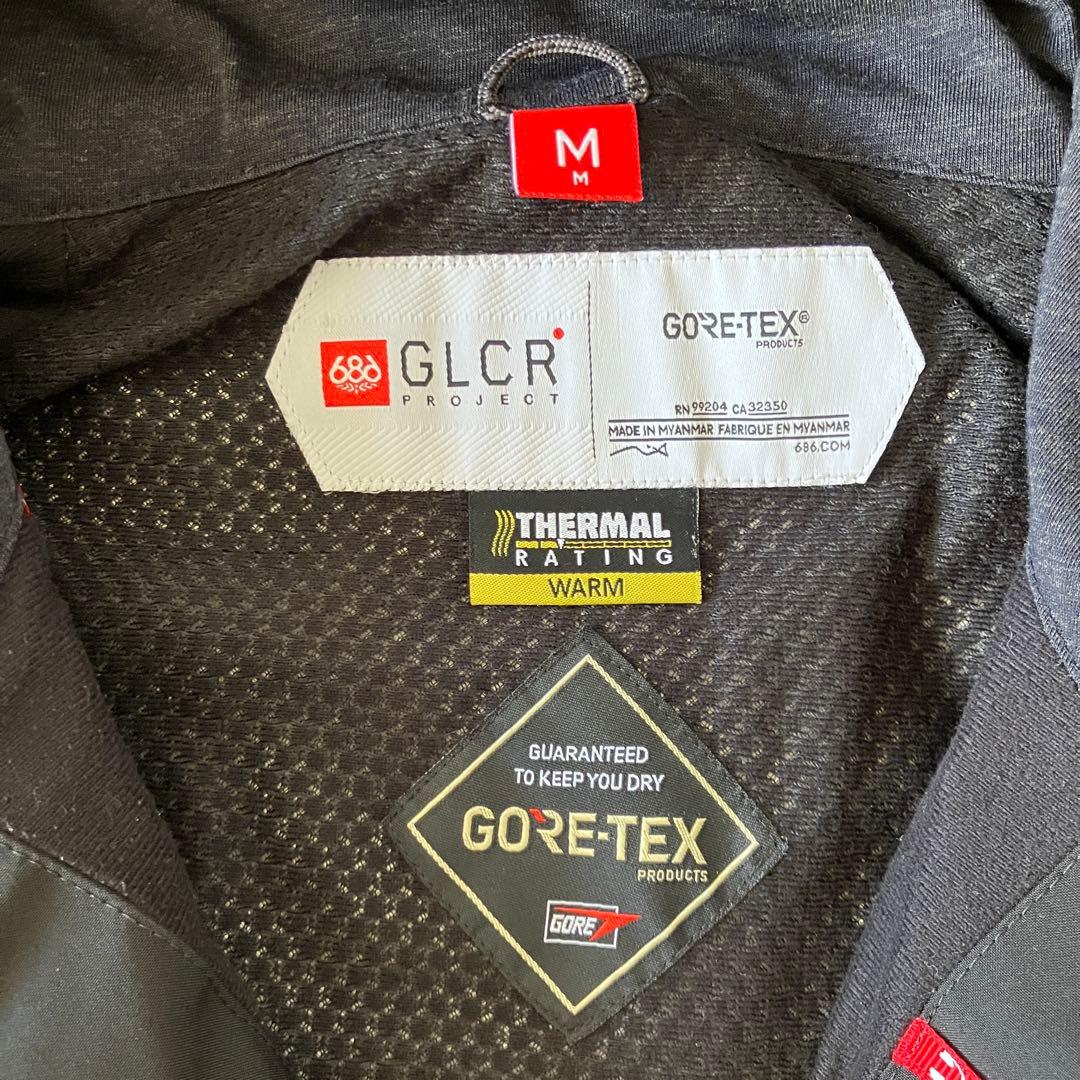 M
M
686
GLCR
PROJECT
GORE-TEX®
PRODUCTS
RN 99204 CA 32350
MADE IN MYANMAR FABRIQUE EN MYANMAR
686.COM
THERMAL
RATING
WARM
GUARANTEED
TO KEEP YOU DRY
GORE-TEX
PRODUCTS
GORE